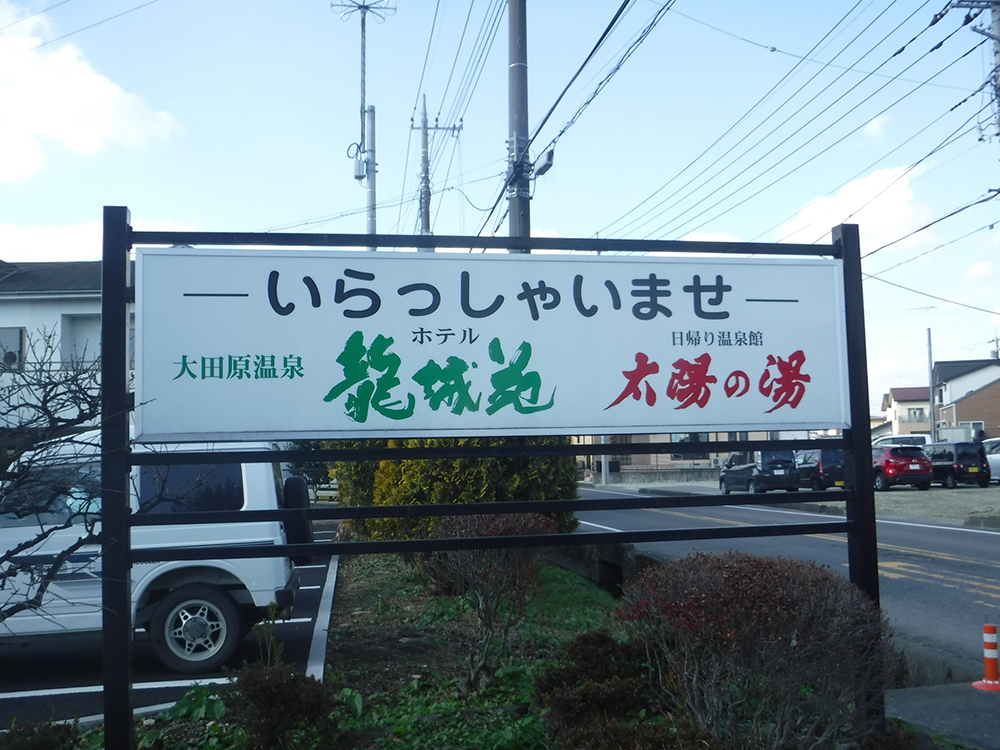 いらっしゃいませ
大田原温泉 ホテル 龍城苑
日帰り温泉館 太陽の湯